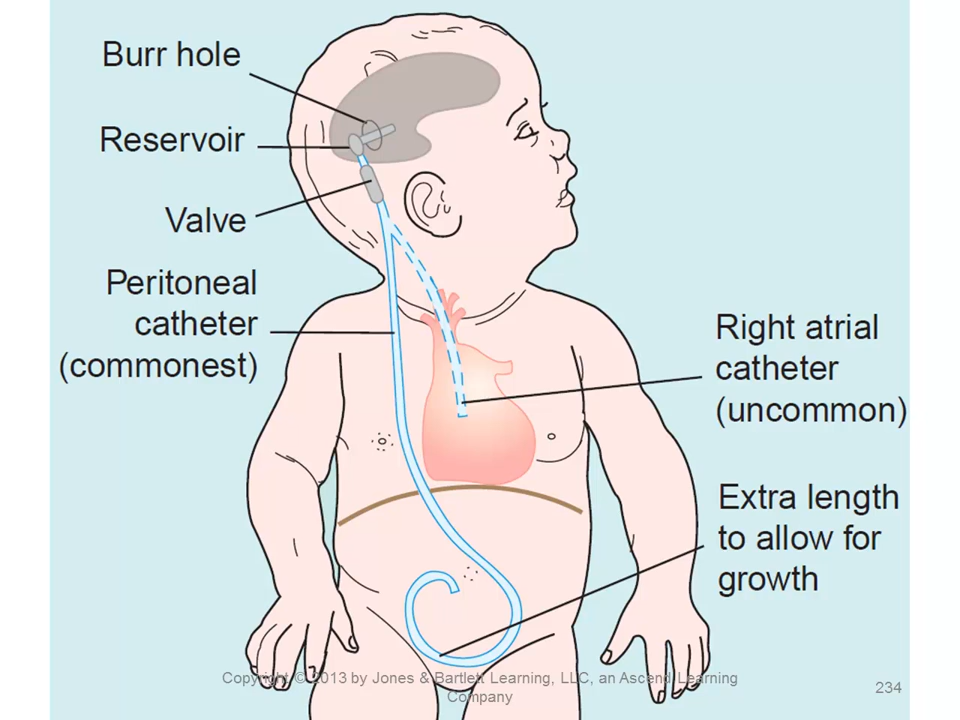 Burr hole
Reservoir
Valve
Peritoneal
catheter
(commonest)
Right atrial
catheter
(uncommon)
Extra length
to allow for
growth
Copyright © 2013 by Jones & Bartlett Learning, LLC, an Ascend Learning
Company
234